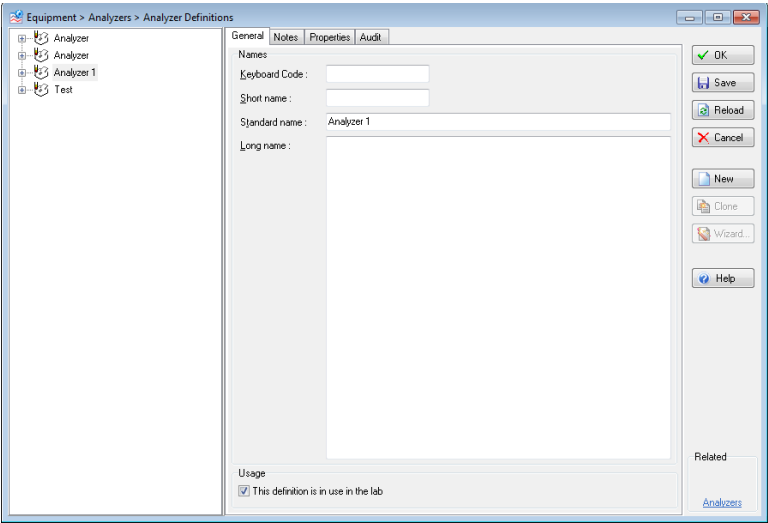 Equipment > Analyzers > Analyzer Definitions
Analyzer
Analyzer
Analyzer 1
Test
General Notes Properties Audit
Names
Keyboard Code :
Short name :
Standard name : Analyzer 1
Long name :
Usage
This definition is in use in the lab
OK
Save
Reload
Cancel
New
Clone
Wizard...
Help
Related
Analyzers